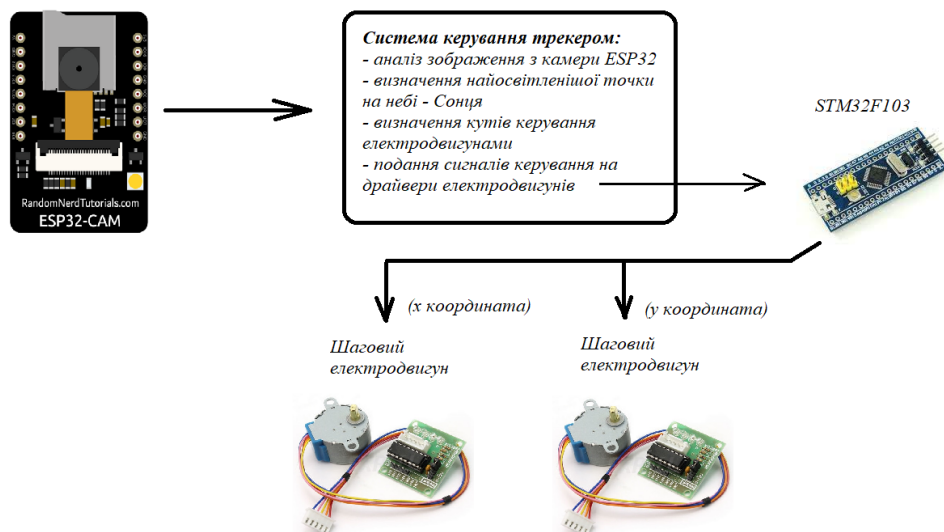 Система керування трекером:
- аналіз зображення з камери ESP32
- визначення найосвітленішої точки
на небі - Сонця
- визначення кутів керування
електродвигунами
- подання сигналів керування на
драйвери електродвигунів
STM32F103
RandomNerdTutorials.com
ESP32-CAM
(x координата)
(y координата)
Шаговий
електродвигун
Шаговий
електродвигун